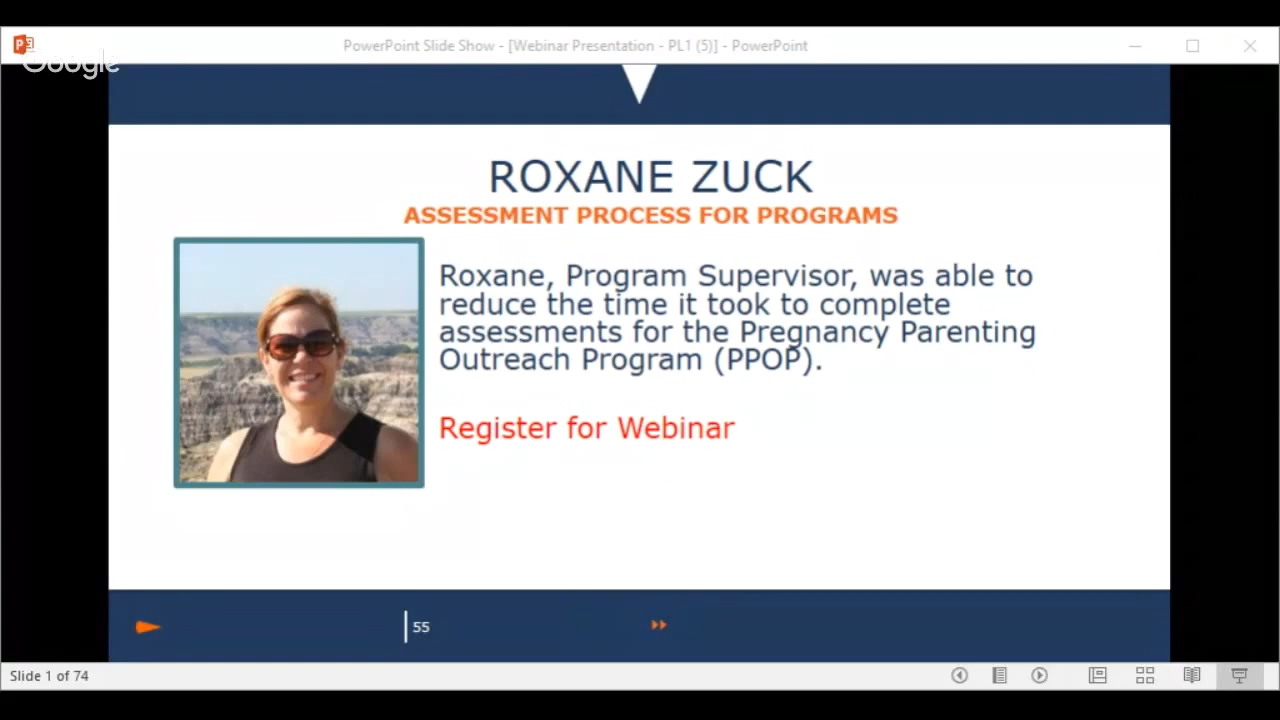 PowerPoint Slide Show - [Webinar Presentation - PL1 (5)] - PowerPoint
Google
ROXANE ZUCK
ASSESSMENT PROCESS FOR PROGRAMS
Roxane, Program Supervisor, was able to
reduce the time it took to complete
assessments for the Pregnancy Parenting
Outreach Program (PPOP).
Register for Webinar
55
Slide 1 of 74